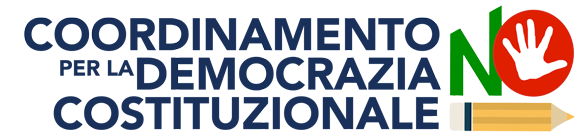 COORDINAMENTO
PER LA DEMOCRAZIA
COSTITUZIONALE
NO